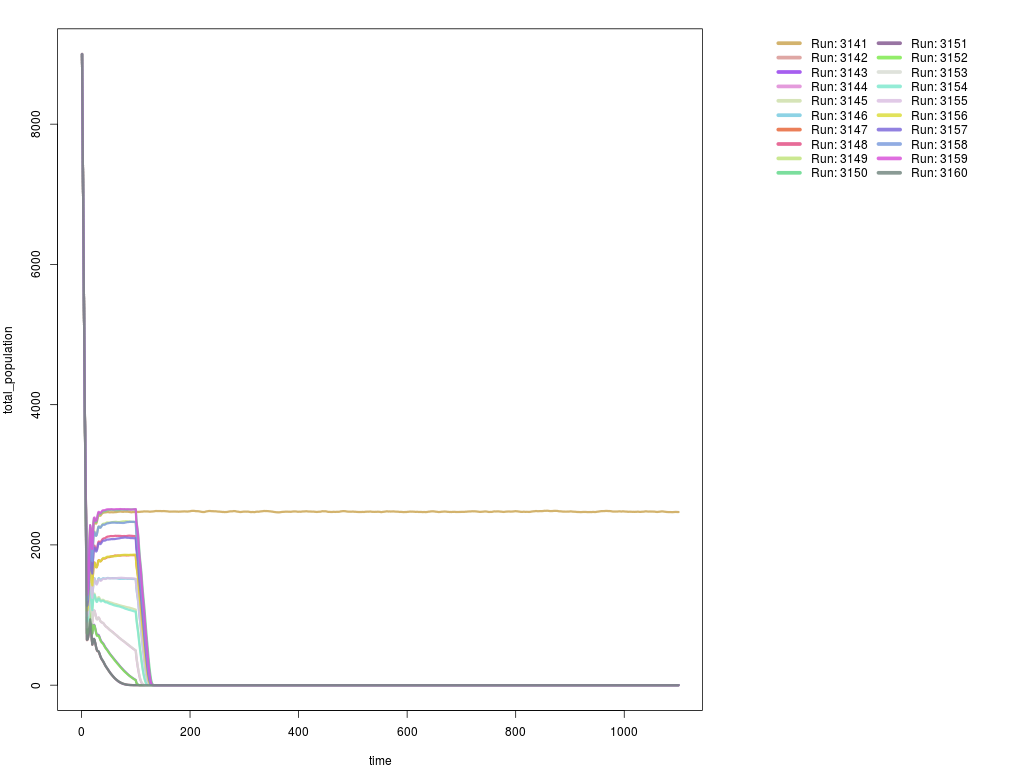 total_population
8000
6000
4000
2000
0
0 200 400 600 800 1000
time
Run: 3141 Run: 3151
Run: 3142 Run: 3152
Run: 3143 Run: 3153
Run: 3144 Run: 3154
Run: 3145 Run: 3155
Run: 3146 Run: 3156
Run: 3147 Run: 3157
Run: 3148 Run: 3158
Run: 3149 Run: 3159
Run: 3150 Run: 3160